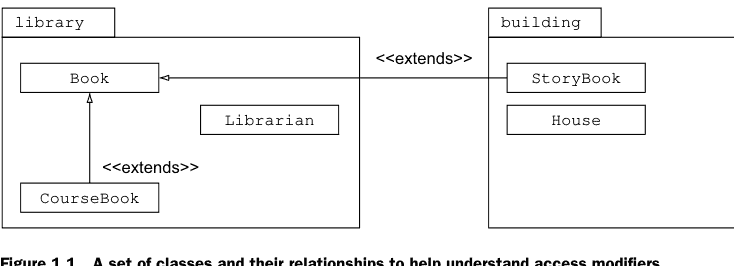 library
building
<<extends>>
Book
StoryBook
Librarian
House
<<extends>>
CourseBook
Figure 1.1 A set of classes and their relationships to help understand access modifiers